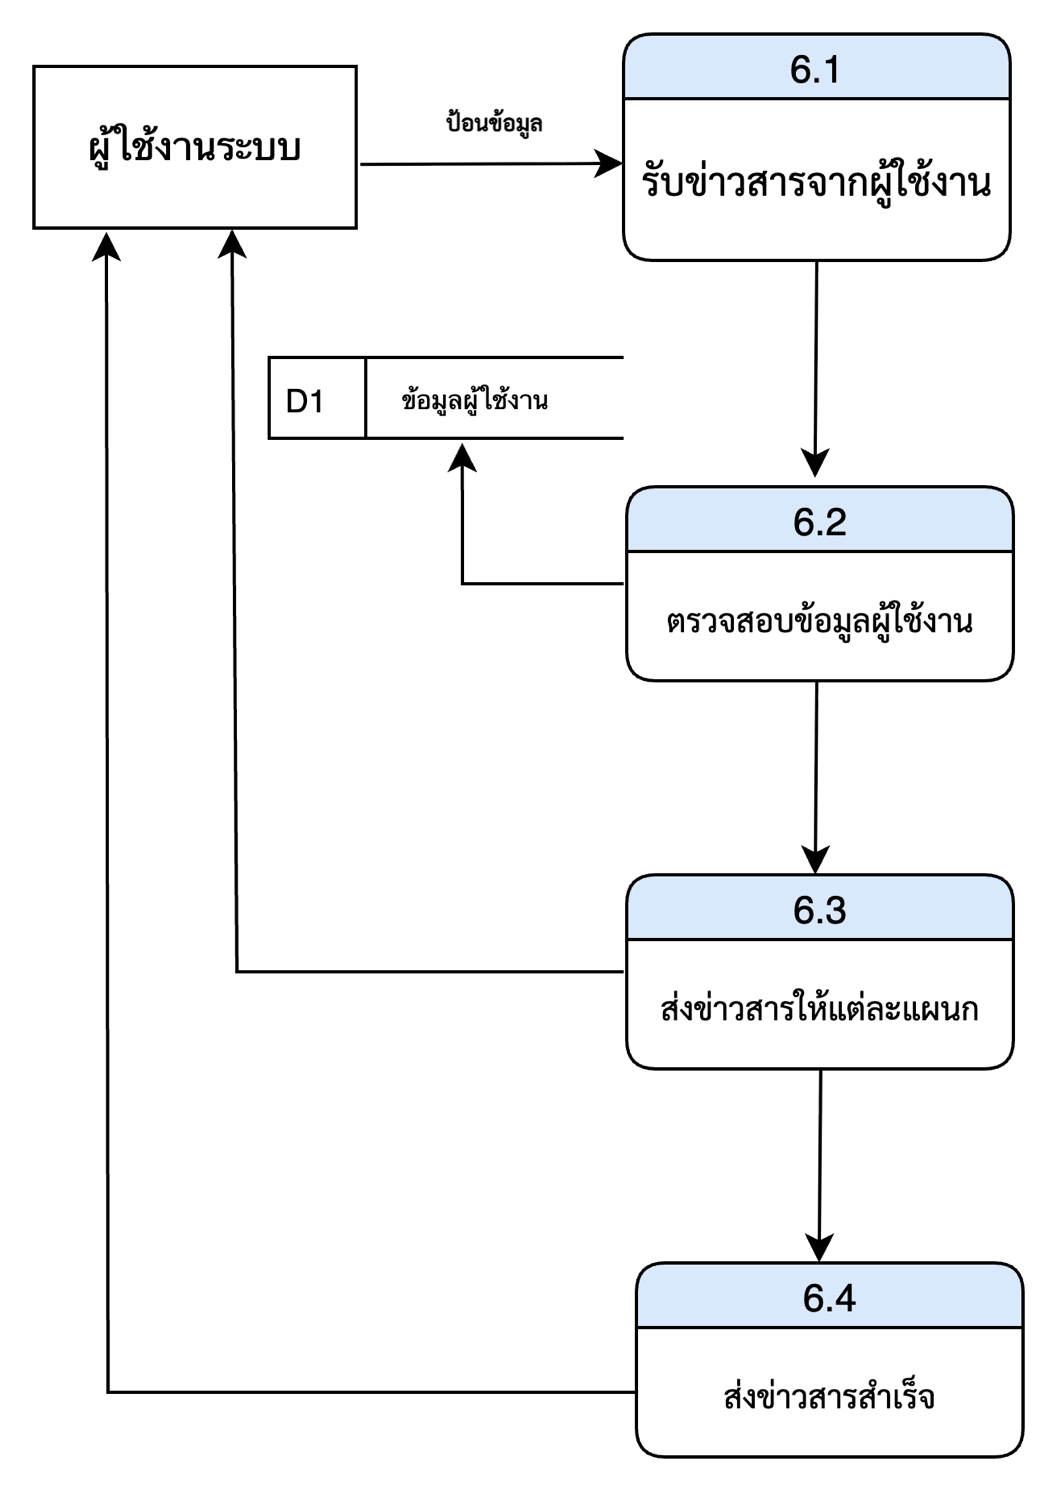 ผู้ใช้งานระบบ
ป้อนข้อมูล
6.1
รับข่าวสารจากผู้ใช้งาน
D1
ข้อมูลผู้ใช้งาน
6.2
ตรวจสอบข้อมูลผู้ใช้งาน
6.3
ส่งข่าวสารให้แต่ละแผนก
6.4
ส่งข่าวสารสำเร็จ